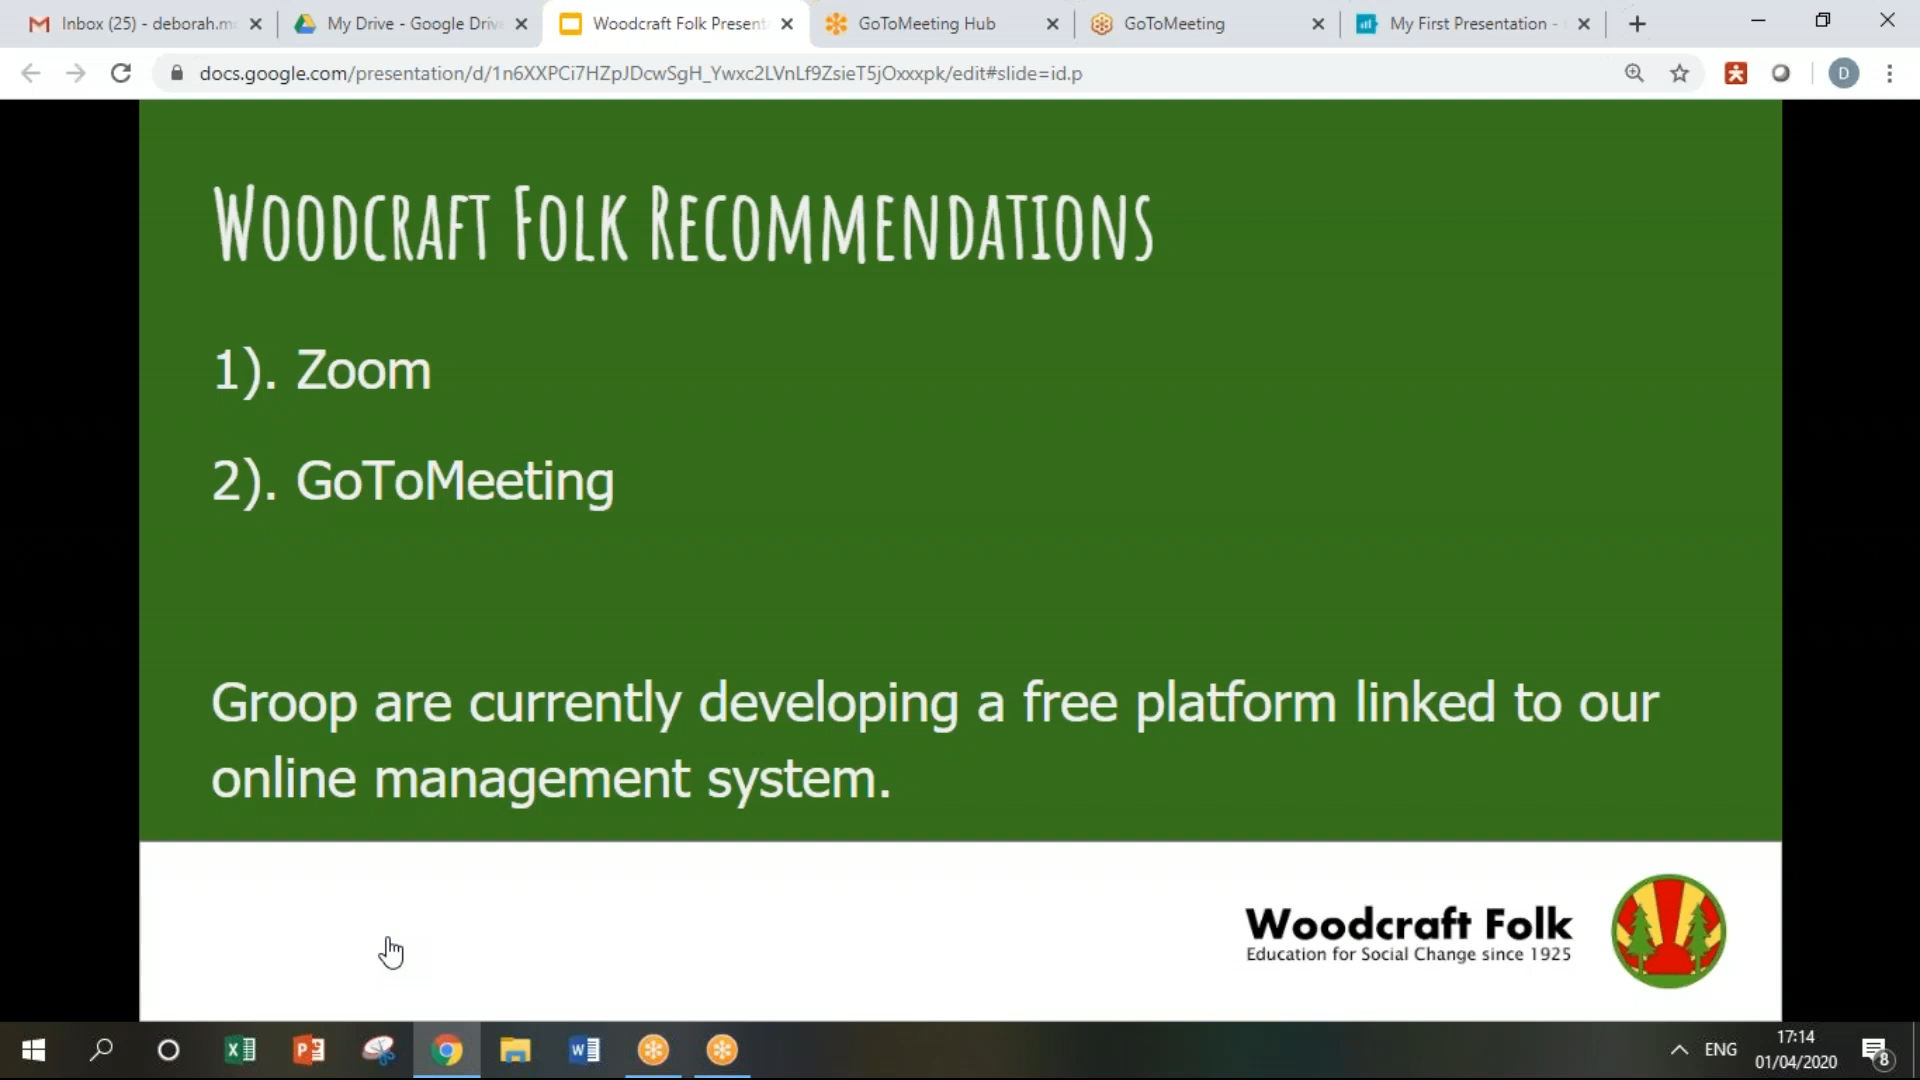 Inbox (25) - deborah.m
My Drive - Google Driv
Woodcraft Folk Present
GoToMeeting Hub
GoToMeeting
My First Presentation -
docs.google.com/presentation/d/1n6XXPCi7HZpJDcwSgH_Ywxc2LVnLf9ZsieT5jOxxxpk/edit#slide=id.p
D
WOODCRAFT FOLK RECOMMENDATIONS
1). Zoom
2). GoToMeeting
Groop are currently developing a free platform linked to our
online management system.
Woodcraft Folk
Education for Social Change since 1925
ENG
17:14
01/04/2020
8